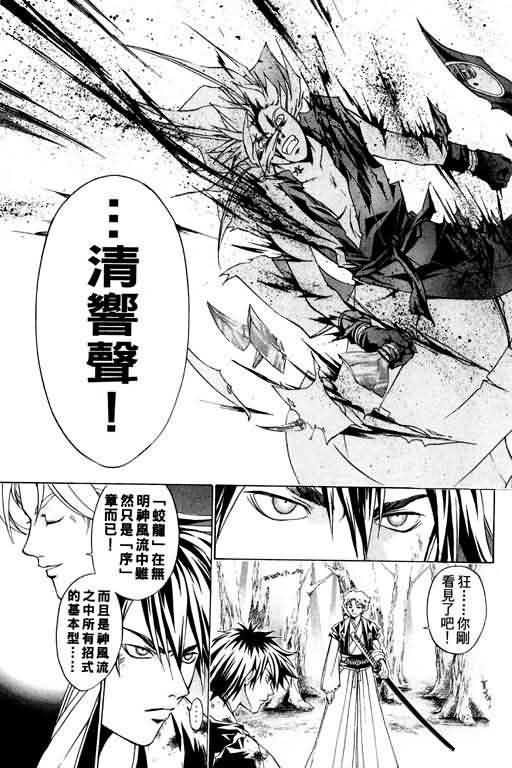 …清響聲！
狂……你剛
看見了吧！
「蛟龍」在無
明神風流中雖
然只是「序」
章而已！
而且是神風流
之中所有招式
的基本型……
……